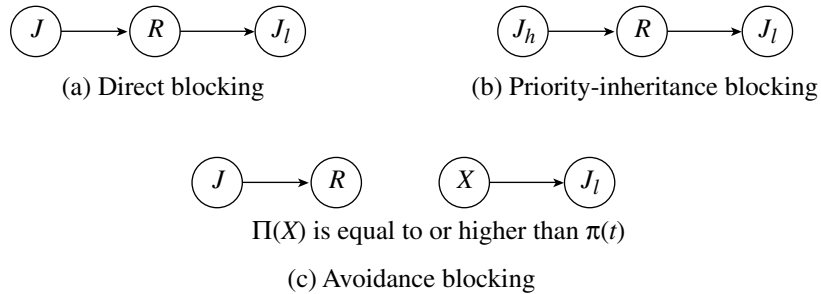 J R J_l J_h R J_l
(a) Direct blocking (b) Priority-inheritance blocking
J R X J_l
Π(X) is equal to or higher than π(t)
(c) Avoidance blocking